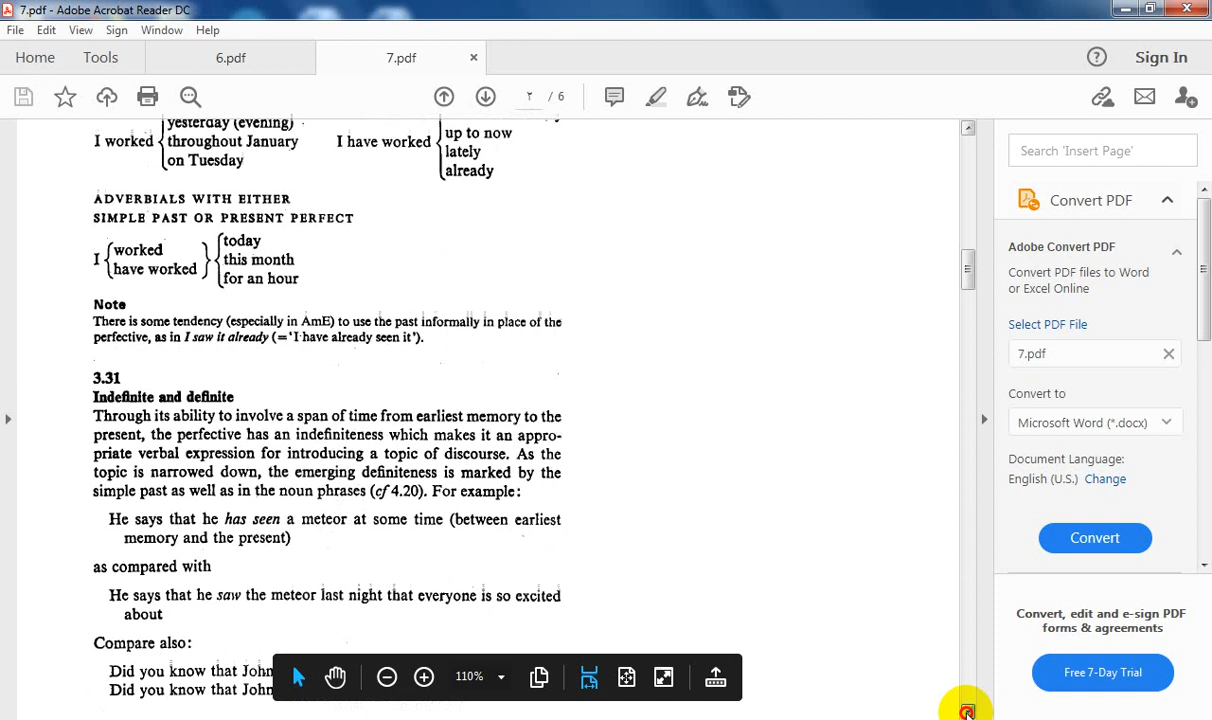 7.pdf - Adobe Acrobat Reader DC
File Edit View Sign Window Help
Home Tools 6.pdf 7.pdf × ? Sign In
٢ / 6
yesterday (evening)
up to now
I worked throughout January I have worked
lately
on Tuesday
already
ADVERBIALS WITH EITHER
SIMPLE PAST OR PRESENT PERFECT
today
worked
I this month
have worked
for an hour
Note
There is some tendency (especially in AmE) to use the past informally in place of the
perfective, as in I saw it already (= 'I have already seen it').
3.31
Indefinite and definite
Through its ability to involve a span of time from earliest memory to the
present, the perfective has an indefiniteness which makes it an appro-
priate verbal expression for introducing a topic of discourse. As the
topic is narrowed down, the emerging definiteness is marked by the
simple past as well as in the noun phrases (cf 4.20). For example:
He says that he has seen a meteor at some time (between earliest
memory and the present)
as compared with
He says that he saw the meteor last night that everyone is so excited
about
Compare also:
Did you know that John
Did you know that John
110%
Search 'Insert Page'
Convert PDF
Adobe Convert PDF
Convert PDF files to Word
or Excel Online
Select PDF File
7.pdf
Convert to
Microsoft Word (*.docx)
Document Language:
English (U.S.) Change
Convert
Convert, edit and e-sign PDF
forms & agreements
Free 7-Day Trial